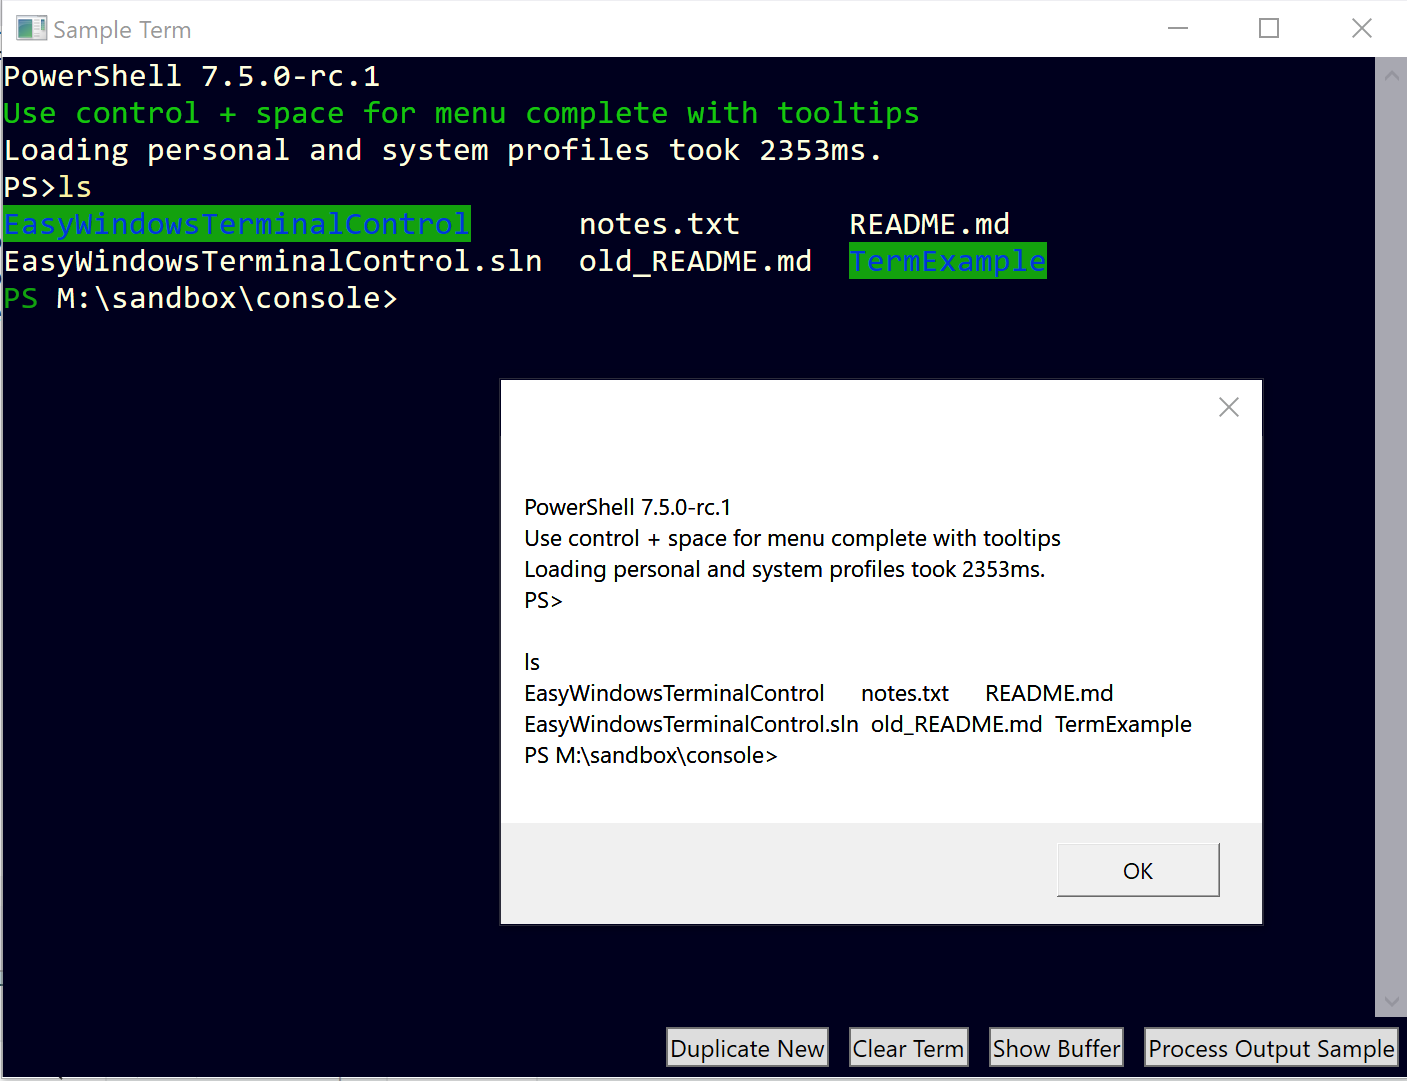 Sample Term
PowerShell 7.5.0-rc.1
Use control + space for menu complete with tooltips
Loading personal and system profiles took 2353ms.
PS>ls
EasyWindowsTerminalControl      notes.txt      README.md
EasyWindowsTerminalControl.sln  old_README.md  TermExample
PS M:\sandbox\console>
PowerShell 7.5.0-rc.1
Use control + space for menu complete with tooltips
Loading personal and system profiles took 2353ms.
PS>
ls
EasyWindowsTerminalControl      notes.txt      README.md
EasyWindowsTerminalControl.sln  old_README.md  TermExample
PS M:\sandbox\console>
OK
Duplicate New  Clear Term  Show Buffer  Process Output Sample